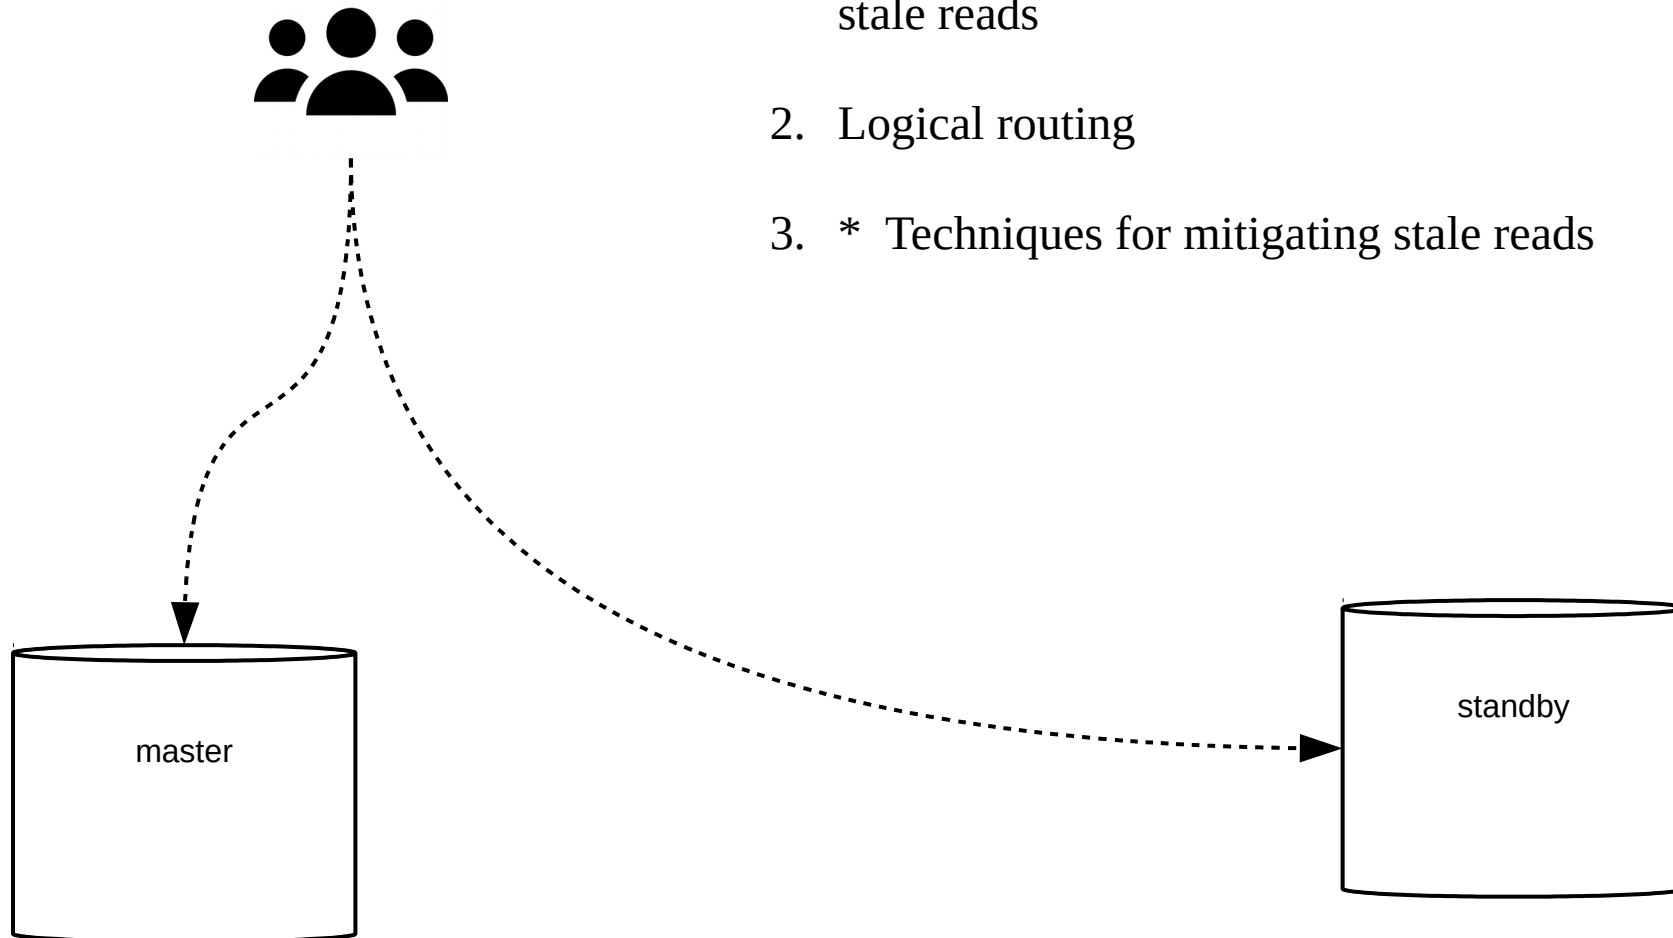 stale reads
2. Logical routing
3. * Techniques for mitigating stale reads
standby
master